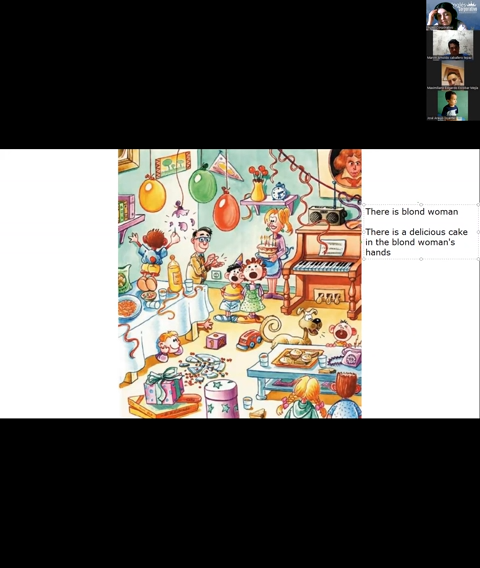 There is blond woman
There is a delicious cake
in the blond woman's
hands